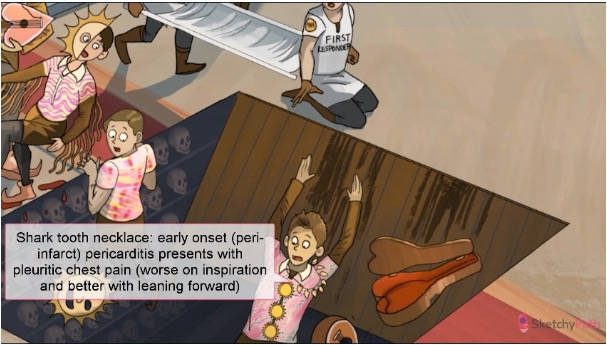 FIRST
RESPONDER
Shark tooth necklace: early onset (peri-
infarct) pericarditis presents with
pleuritic chest pain (worse on inspiration
and better with leaning forward)